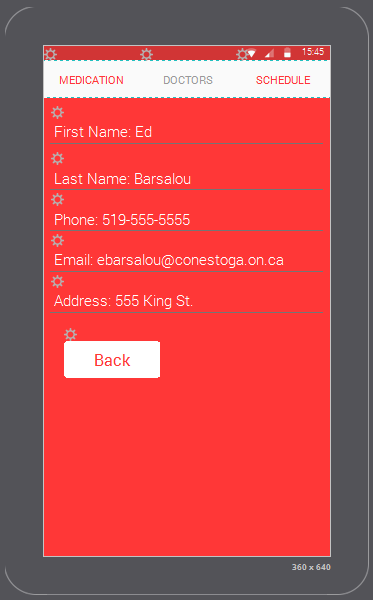 15:45
MEDICATION DOCTORS SCHEDULE
First Name: Ed
Last Name: Barsalou
Phone: 519-555-5555
Email: ebarsalou@conestoga.on.ca
Address: 555 King St.
Back
360 x 640